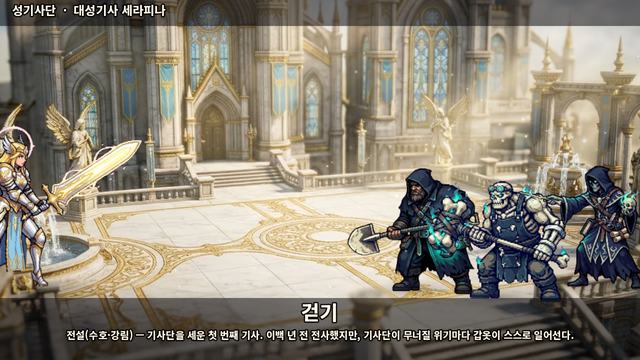 성기사단 · 대성기사 세라피나
걷기
전설(수호·강림) — 기사단을 세운 첫 번째 기사. 이백 년 전 전사했지만, 기사단이 무너질 위기마다 갑옷이 스스로 일어선다.